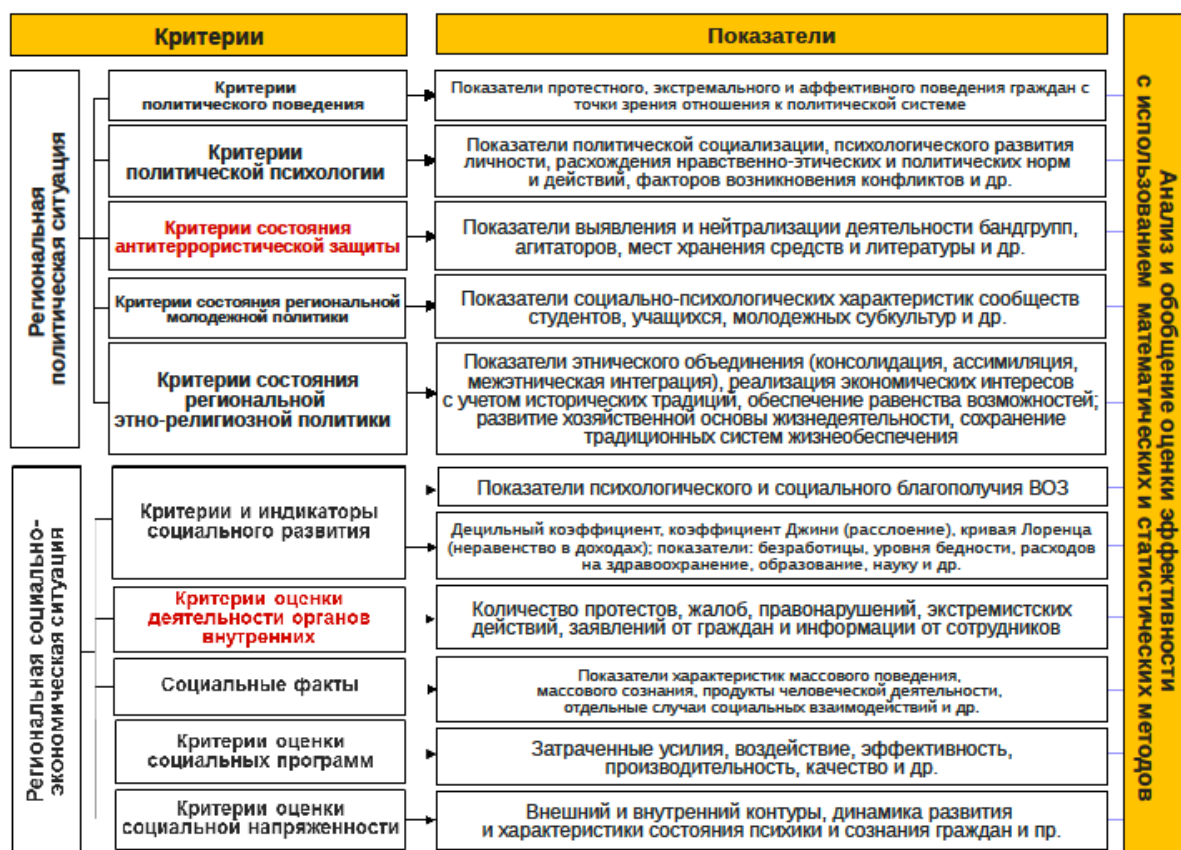 Критерии
Показатели
Региональная
политическая ситуация
Критерии
политического поведения
Показатели протестного, экстремального и аффективного поведения граждан с
точки зрения отношения к политической системе
Критерии
политической психологии
Показатели политической социализации, психологического развития
личности, расхождения нравственно-этических и политических норм
и действий, факторов возникновения конфликтов и др.
Критерии состояния
антитеррористической защиты
Показатели выявления и нейтрализации деятельности бандгрупп,
агитаторов, мест хранения средств и литературы и др.
Критерии состояния региональной
молодежной политики
Показатели социально-психологических характеристик сообществ
студентов, учащихся, молодежных субкультур и др.
Критерии состояния
региональной
этно-религиозной политики
Показатели этнического объединения (консолидация, ассимиляция,
межэтническая интеграция), реализация экономических интересов
с учетом исторических традиций, обеспечение равенства возможностей;
развитие хозяйственной основы жизнедеятельности, сохранение
традиционных систем жизнеобеспечения
Региональная социально-
экономическая ситуация
Критерии и индикаторы
социального развития
Показатели психологического и социального благополучия ВОЗ
Децильный коэффициент, коэффициент Джини (расслоение), кривая Лоренца
(неравенство в доходах); показатели: безработицы, уровня бедности, расходов
на здравоохранение, образование, науку и др.
Критерии оценки
деятельности органов
внутренних
Количество протестов, жалоб, правонарушений, экстремистских
действий, заявлений от граждан и информации от сотрудников
Социальные факты
Показатели характеристик массового поведения,
массового сознания, продукты человеческой деятельности,
отдельные случаи социальных взаимодействий и др.
Критерии оценки
социальных программ
Затраченные усилия, воздействие, эффективность,
производительность, качество и др.
Критерии оценки
социальной напряженности
Внешний и внутренний контуры, динамика развития
и характеристики состояния психики и сознания граждан и пр.
Анализ и обобщение оценки эффективности
с использованием математических и статистических методов